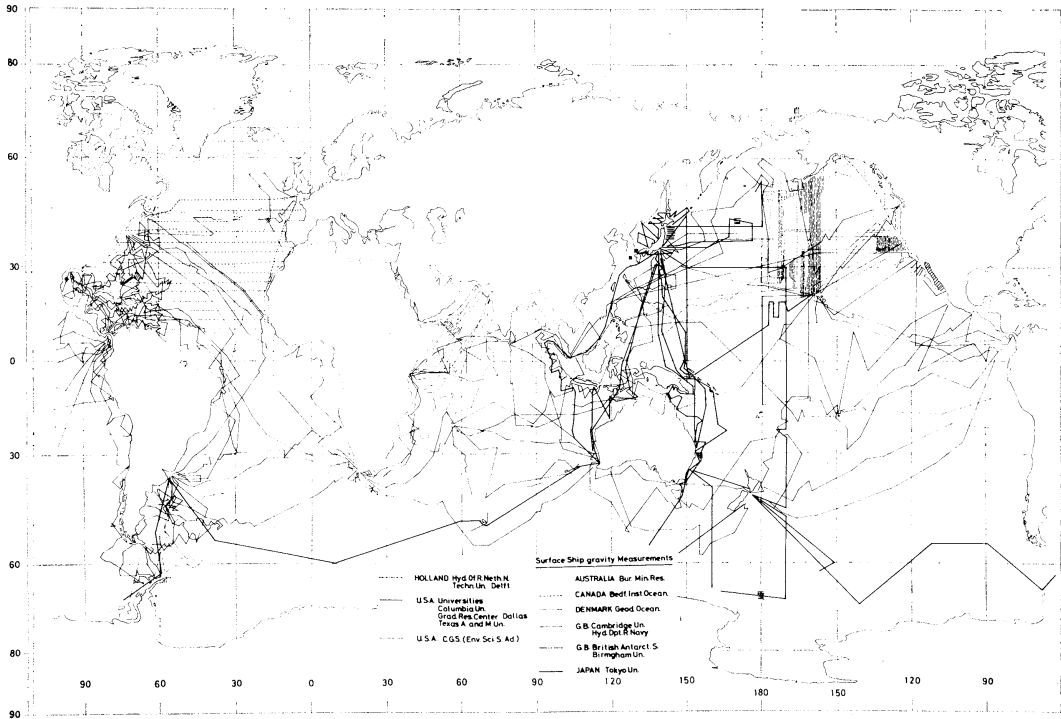 90
80
60
30
0
30
60
80
90
90
60
30
0
30
60
90
120
150
180
150
120
90
Surface Ship gravity Measurements
HOLLAND Hyd. Of R. Neth. N.
Techn. Un. Delft
U.S.A. Universities
Columbia Un.
Grad. Res. Center Dallas
Texas A and M Un.
U.S.A. C.G.S. (Env. Sci. S. Ad.)
AUSTRALIA Bur. Min. Res.
CANADA Bedf. Inst Ocean.
DENMARK Geod. Ocean.
G.B. Cambridge Un.
Hyd. Dpt. R. Navy
G.B. British Antarct. S.
Birmgham Un.
JAPAN Tokyo Un.